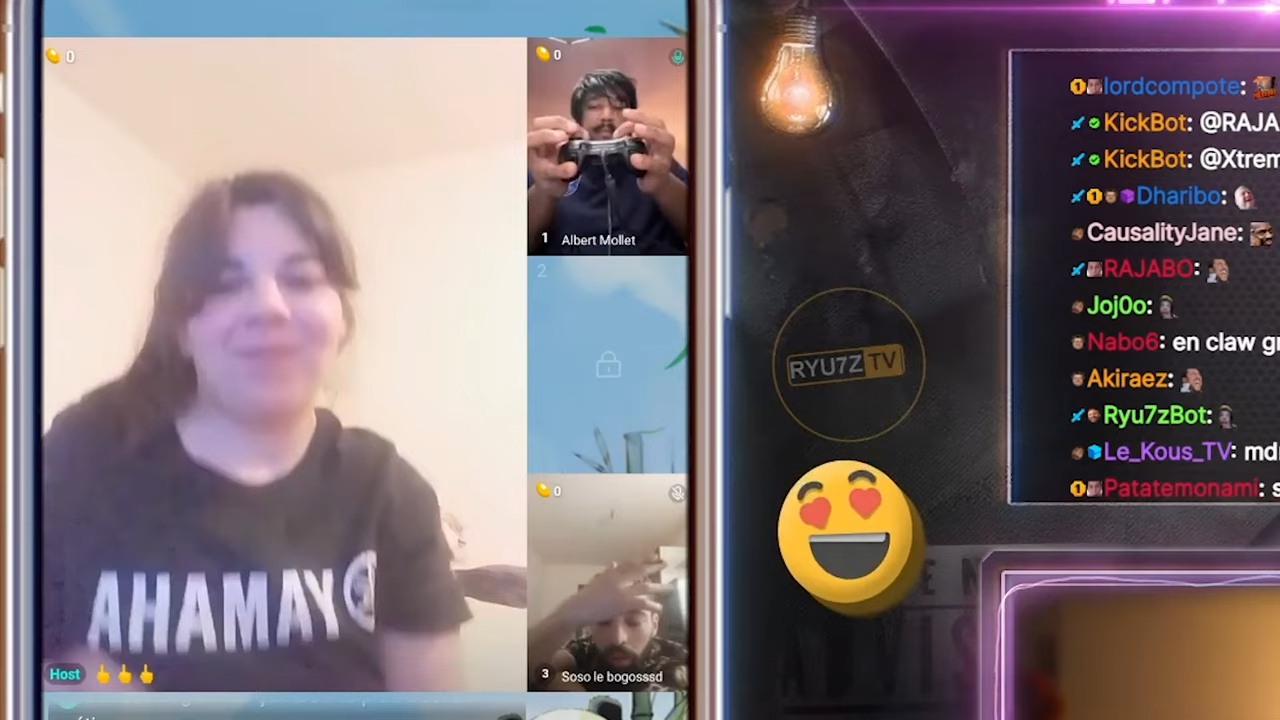 0
0
1 Albert Mollet
2
0
3 Soso le bogosssd
AHAMAY
Host
RYU7Z TV
lordcompote:
KickBot: @RAJA
KickBot: @Xtrem
Dharibo:
CausalityJane:
RAJABO:
Joj0o:
Nabo6: en claw gr
Akiraez:
Ryu7zBot:
Le_Kous_TV: mdr
Patatemonami: s